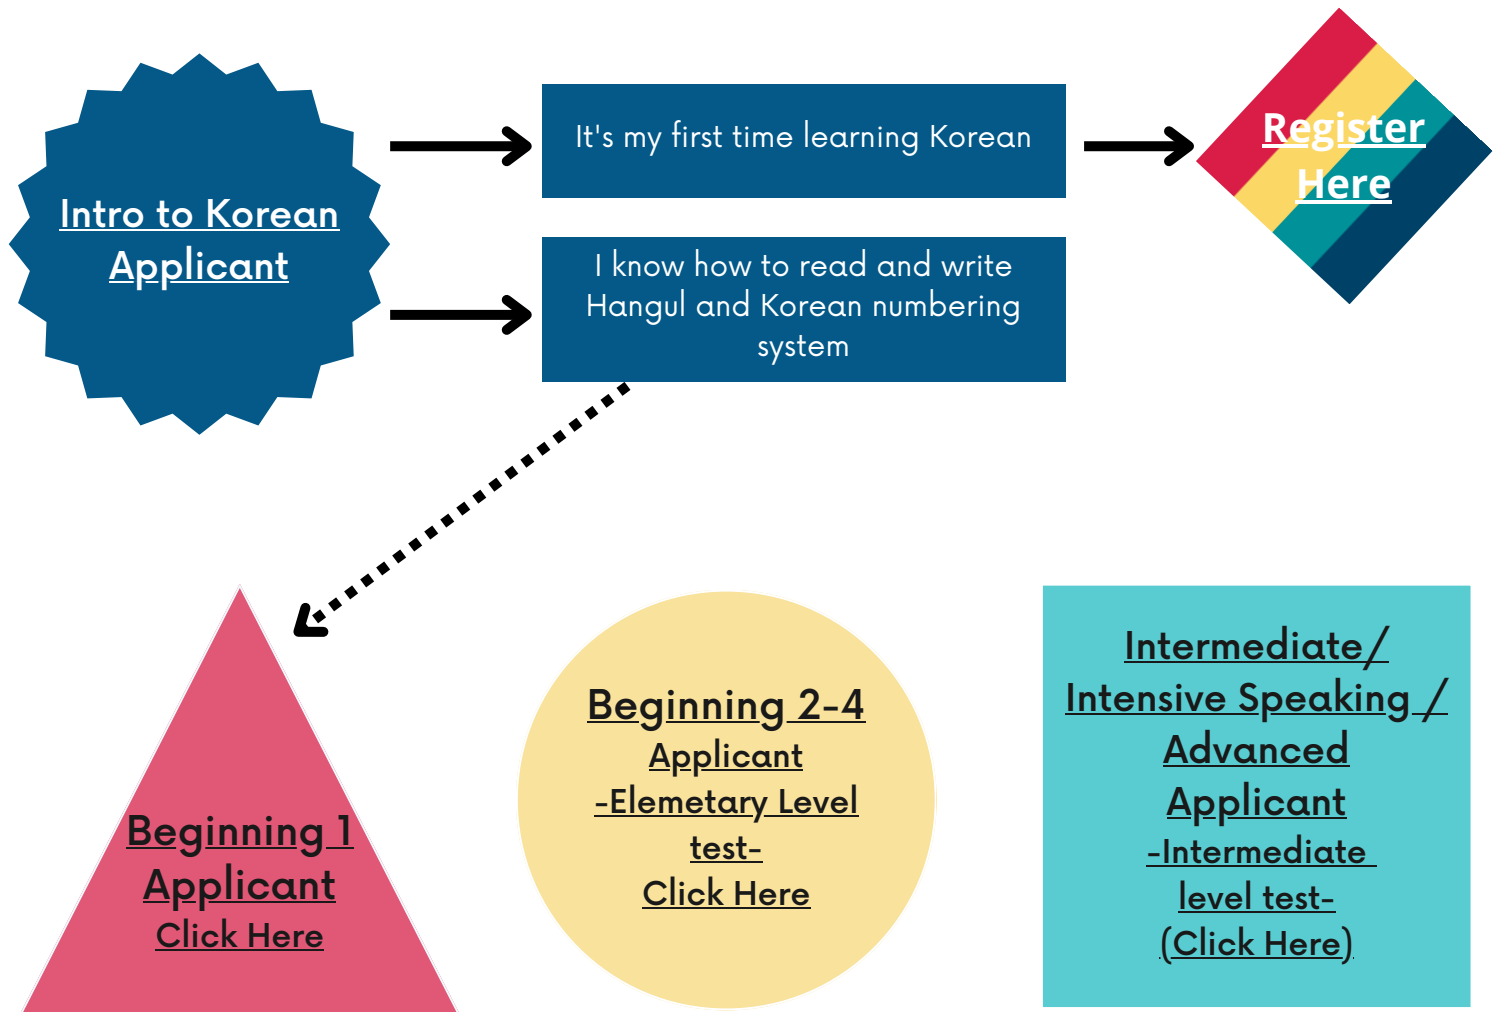 Intro to Korean
Applicant
It's my first time learning Korean
Register
Here
I know how to read and write
Hangul and Korean numbering
system
Beginning 1
Applicant
Click Here
Beginning 2-4
Applicant
-Elemetary Level
test-
Click Here
Intermediate/
Intensive Speaking /
Advanced
Applicant
-Intermediate
level test-
(Click Here)